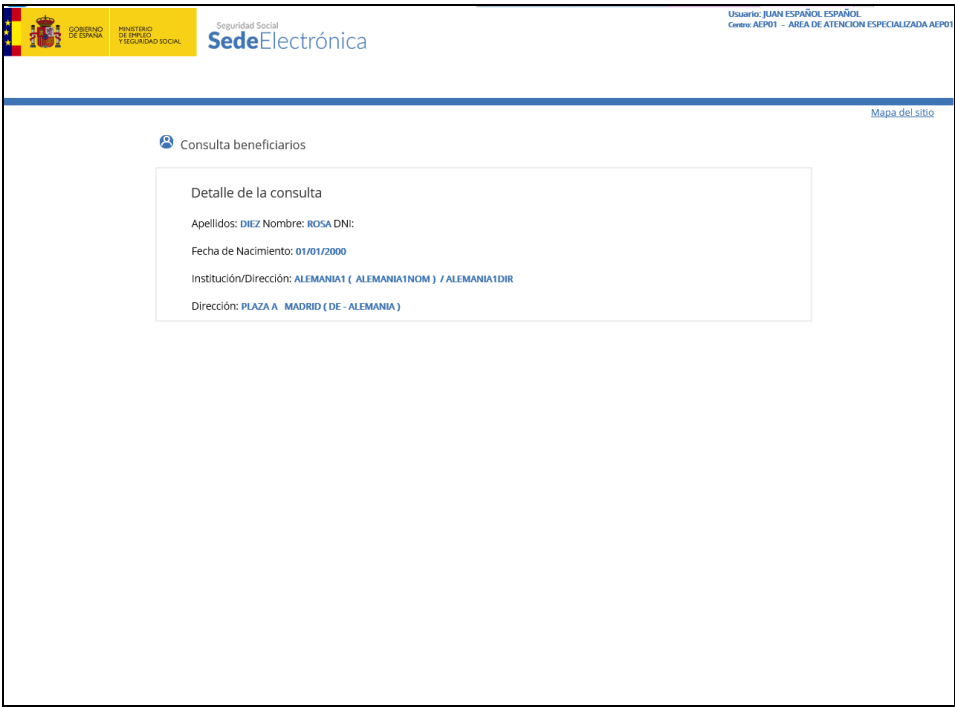 GOBIERNO
DE ESPAÑA
MINISTERIO
DE EMPLEO
Y SEGURIDAD SOCIAL
Seguridad Social
SedeElectrónica
Usuario: JUAN ESPAÑOL ESPAÑOL
Centro: AEP01 - AREA DE ATENCION ESPECIALIZADA AEP01
Mapa del sitio
Consulta beneficiarios
Detalle de la consulta
Apellidos: DIEZ Nombre: ROSA DNI:
Fecha de Nacimiento: 01/01/2000
Institución/Dirección: ALEMANIA1 ( ALEMANIA1NOM ) / ALEMANIA1DIR
Dirección: PLAZA A MADRID ( DE - ALEMANIA )